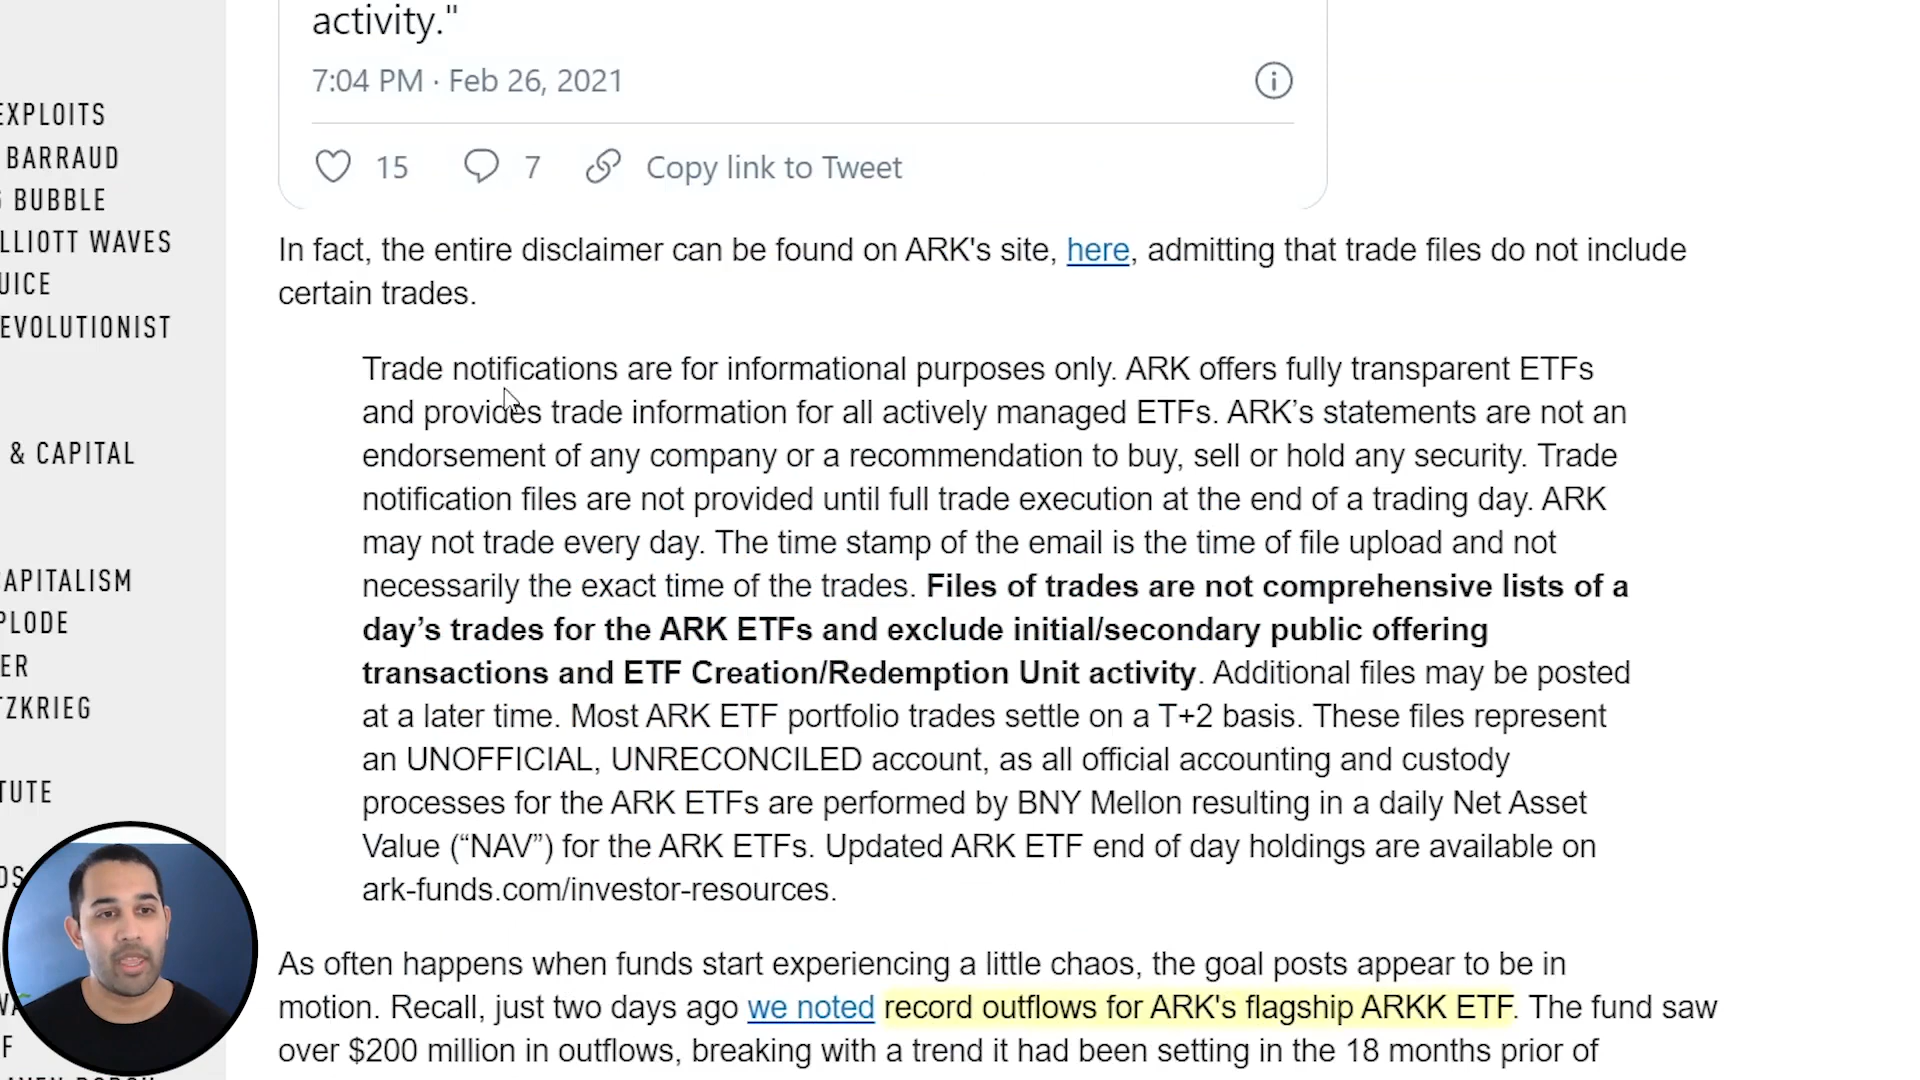 activity."
7:04 PM · Feb 26, 2021
15 7 Copy link to Tweet
EXPLOITS
BARRAUD
BUBBLE
LLIOTT WAVES
UICE
EVOLUTIONIST
& CAPITAL
CAPITALISM
PLODE
ER
TZKRIEG
TUTE
In fact, the entire disclaimer can be found on ARK's site, here, admitting that trade files do not include
certain trades.
Trade notifications are for informational purposes only. ARK offers fully transparent ETFs
and provides trade information for all actively managed ETFs. ARK’s statements are not an
endorsement of any company or a recommendation to buy, sell or hold any security. Trade
notification files are not provided until full trade execution at the end of a trading day. ARK
may not trade every day. The time stamp of the email is the time of file upload and not
necessarily the exact time of the trades. Files of trades are not comprehensive lists of a
day’s trades for the ARK ETFs and exclude initial/secondary public offering
transactions and ETF Creation/Redemption Unit activity. Additional files may be posted
at a later time. Most ARK ETF portfolio trades settle on a T+2 basis. These files represent
an UNOFFICIAL, UNRECONCILED account, as all official accounting and custody
processes for the ARK ETFs are performed by BNY Mellon resulting in a daily Net Asset
Value (“NAV”) for the ARK ETFs. Updated ARK ETF end of day holdings are available on
ark-funds.com/investor-resources.
As often happens when funds start experiencing a little chaos, the goal posts appear to be in
motion. Recall, just two days ago we noted record outflows for ARK's flagship ARKK ETF. The fund saw
over $200 million in outflows, breaking with a trend it had been setting in the 18 months prior of